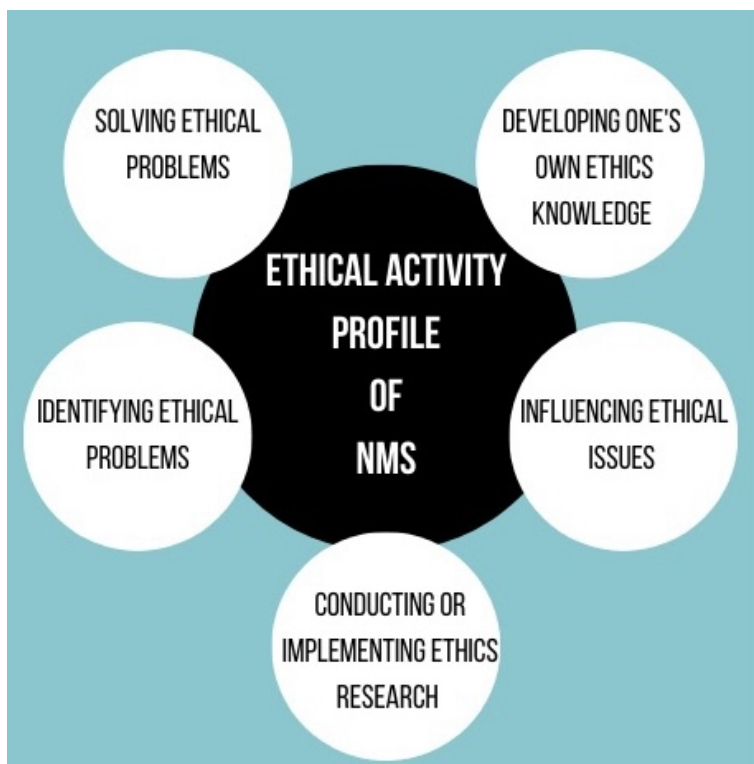 SOLVING ETHICAL
PROBLEMS
DEVELOPING ONE'S
OWN ETHICS
KNOWLEDGE
ETHICAL ACTIVITY
PROFILE
OF
NMS
IDENTIFYING ETHICAL
PROBLEMS
INFLUENCING ETHICAL
ISSUES
CONDUCTING OR
IMPLEMENTING ETHICS
RESEARCH